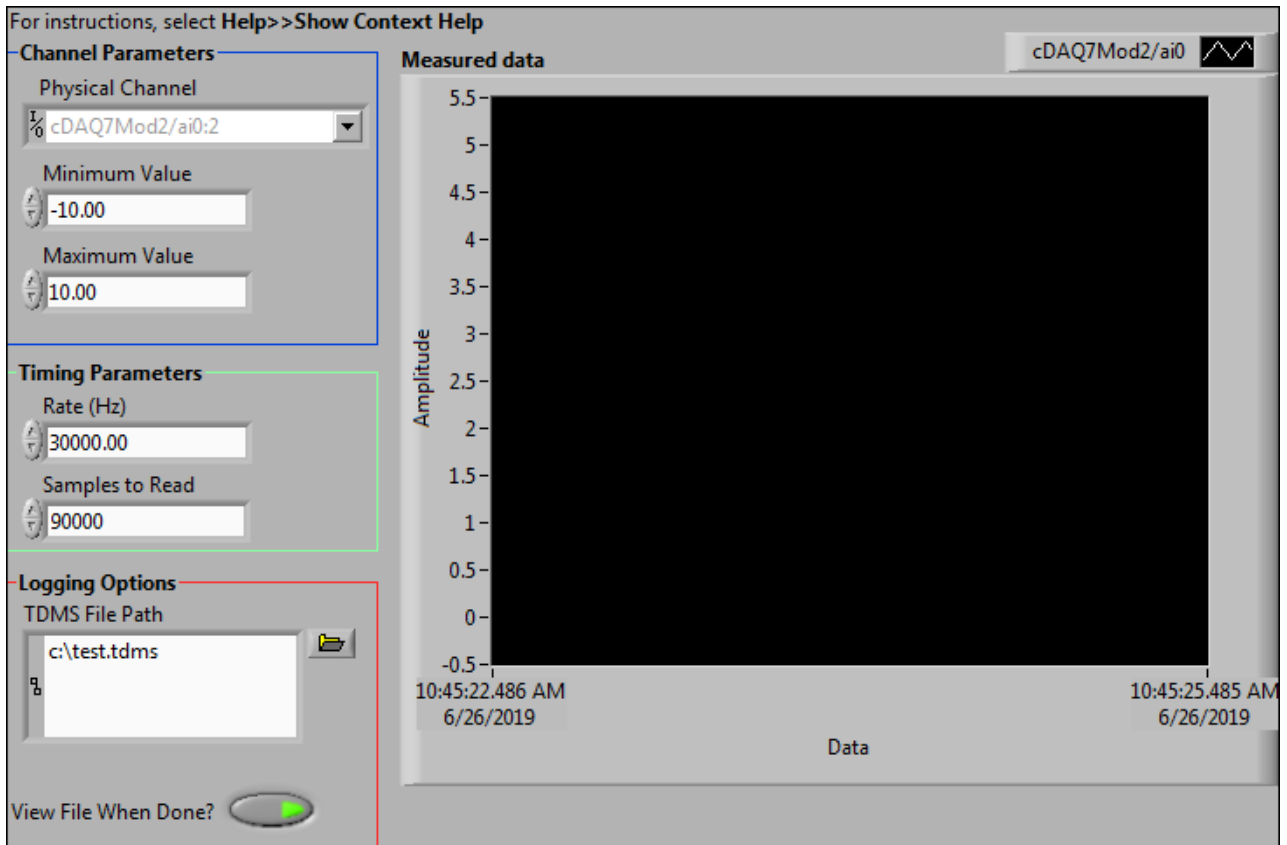 For instructions, select Help>>Show Context Help
Channel Parameters
Physical Channel
I/O cDAQ7Mod2/ai0:2
Minimum Value
-10.00
Maximum Value
10.00
Timing Parameters
Rate (Hz)
30000.00
Samples to Read
90000
Logging Options
TDMS File Path
c:\test.tdms
View File When Done?
Measured data
cDAQ7Mod2/ai0
Amplitude
5.5
5
4.5
4
3.5
3
2.5
2
1.5
1
0.5
0
-0.5
10:45:22.486 AM
6/26/2019
10:45:25.485 AM
6/26/2019
Data